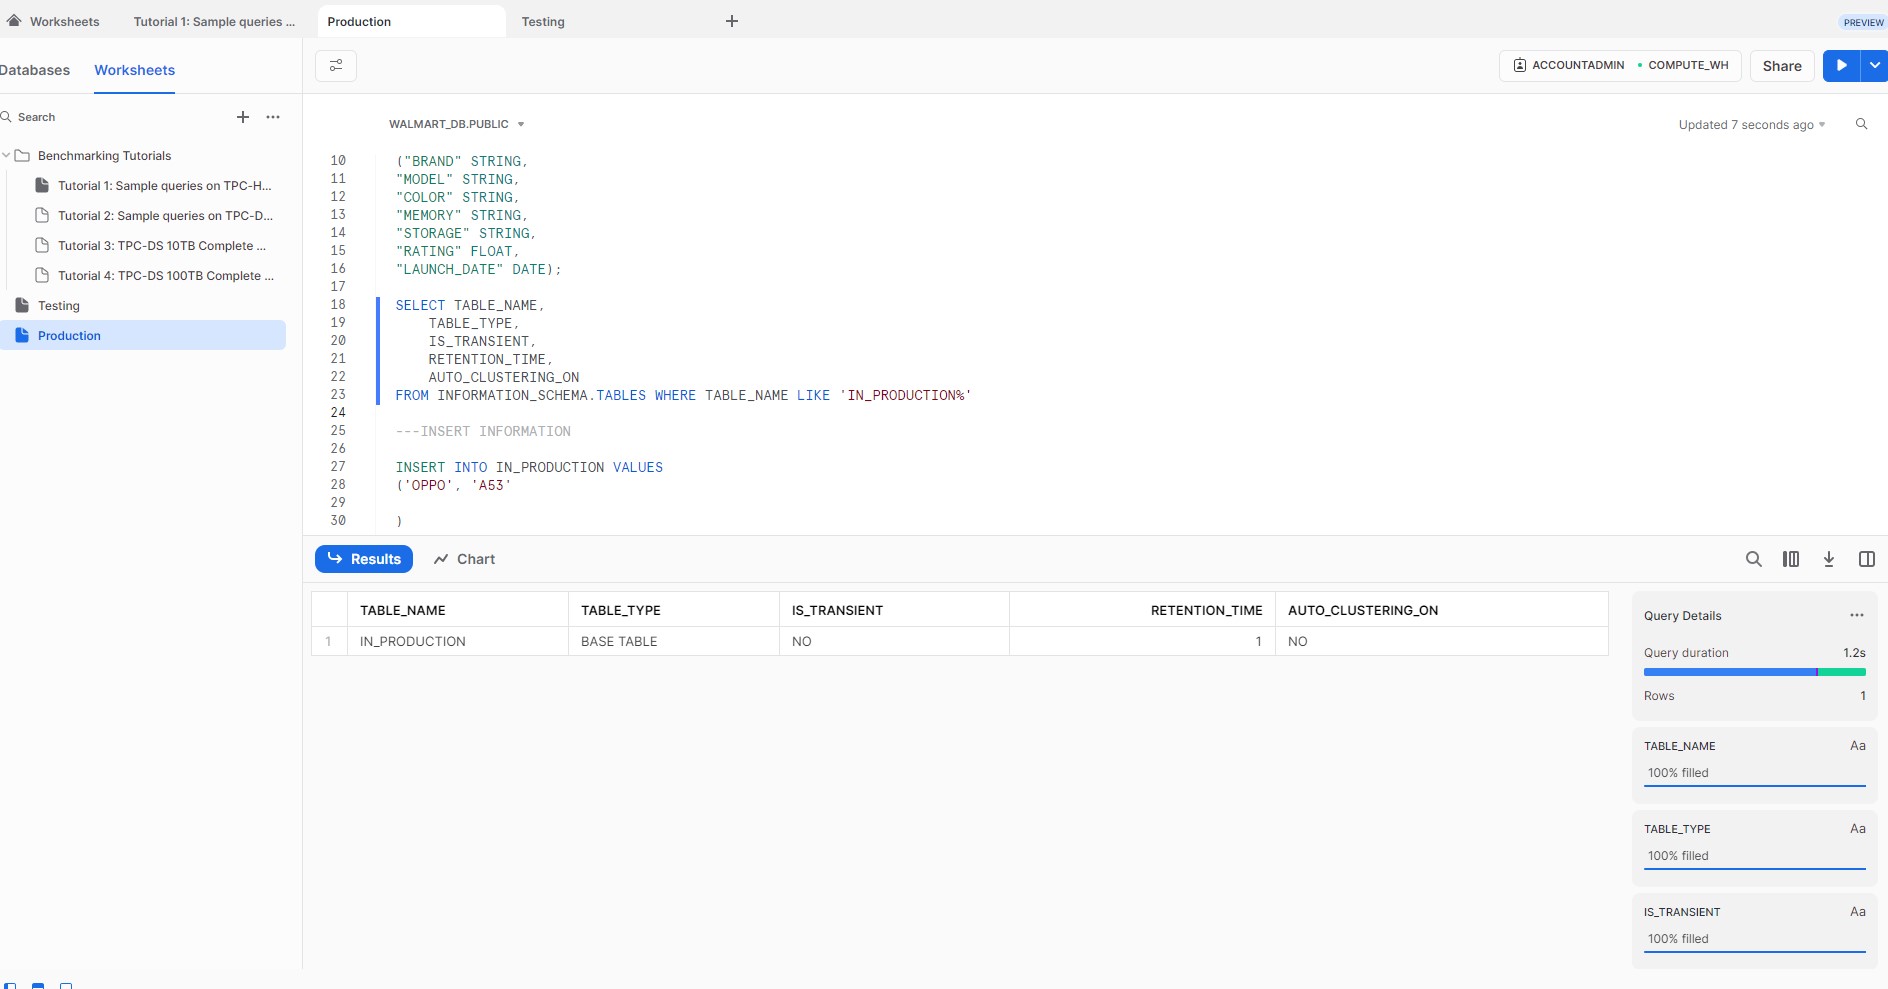 Worksheets
Tutorial 1: Sample queries ...
Production
Testing
PREVIEW
Databases
Worksheets
ACCOUNTADMIN
COMPUTE_WH
Share
Search
WALMART_DB.PUBLIC
Updated 7 seconds ago
Benchmarking Tutorials
Tutorial 1: Sample queries on TPC-H...
Tutorial 2: Sample queries on TPC-D...
Tutorial 3: TPC-DS 10TB Complete ...
Tutorial 4: TPC-DS 100TB Complete ...
Testing
Production
10 ("BRAND" STRING,
11 "MODEL" STRING,
12 "COLOR" STRING,
13 "MEMORY" STRING,
14 "STORAGE" STRING,
15 "RATING" FLOAT,
16 "LAUNCH_DATE" DATE);
17
18 SELECT TABLE_NAME,
19 TABLE_TYPE,
20 IS_TRANSIENT,
21 RETENTION_TIME,
22 AUTO_CLUSTERING_ON
23 FROM INFORMATION_SCHEMA.TABLES WHERE TABLE_NAME LIKE 'IN_PRODUCTION%'
24
25 ---INSERT INFORMATION
26
27 INSERT INTO IN_PRODUCTION VALUES
28 ('OPPO', 'A53'
29
30 )
Results
Chart
TABLE_NAME TABLE_TYPE IS_TRANSIENT RETENTION_TIME AUTO_CLUSTERING_ON
1 IN_PRODUCTION BASE TABLE NO 1 NO
Query Details
Query duration 1.2s
Rows 1
TABLE_NAME Aa
100% filled
TABLE_TYPE Aa
100% filled
IS_TRANSIENT Aa
100% filled